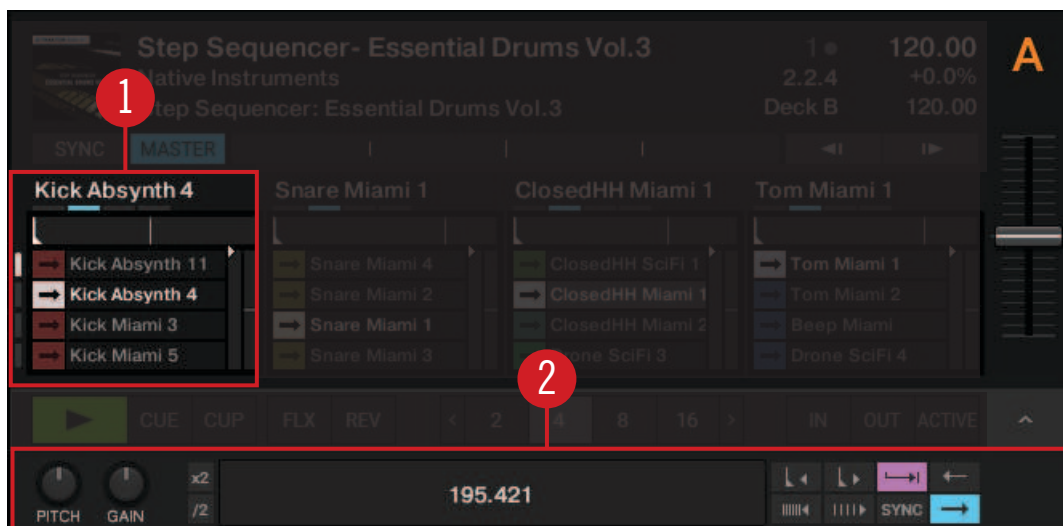 Step Sequencer- Essential Drums Vol.3 1 120.00 A
Native Instruments 2.2.4 +0.0%
Step Sequencer: Essential Drums Vol.3 Deck B 120.00
1
SYNC MASTER
Kick Absynth 4 Snare Miami 1 ClosedHH Miami 1 Tom Miami 1
Kick Absynth 11 Snare Miami 4 ClosedHH SciFi 1 Tom Miami 1
Kick Absynth 4 Snare Miami 2 ClosedHH Miami 1 Tom Miami 2
Kick Miami 3 Snare Miami 1 ClosedHH Miami 2 Beep Miami
Kick Miami 5 Snare Miami 3 Drone SciFi 3 Drone SciFi 4
2
CUE CUP FLX REV < 2 4 8 16 > IN OUT ACTIVE
x2
195.421
/2 SYNC
PITCH GAIN